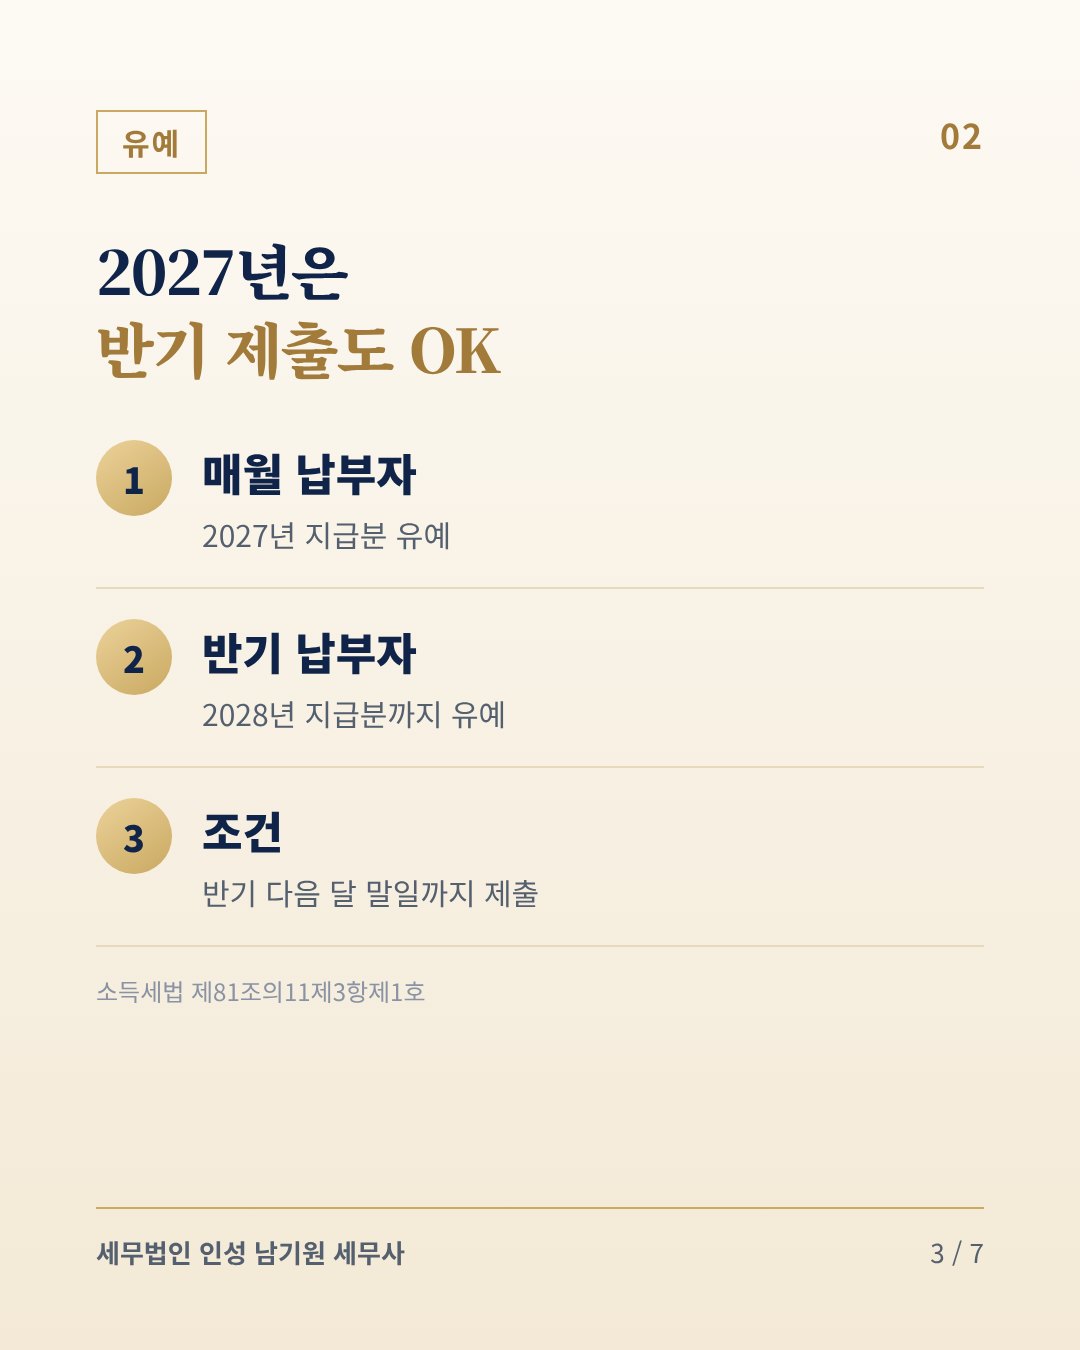 유예
02
2027년은
반기 제출도 OK
1
매월 납부자
2027년 지급분 유예
2
반기 납부자
2028년 지급분까지 유예
3
조건
반기 다음 달 말일까지 제출
소득세법 제81조의11제3항제1호
세무법인 인성 남기원 세무사
3 / 7